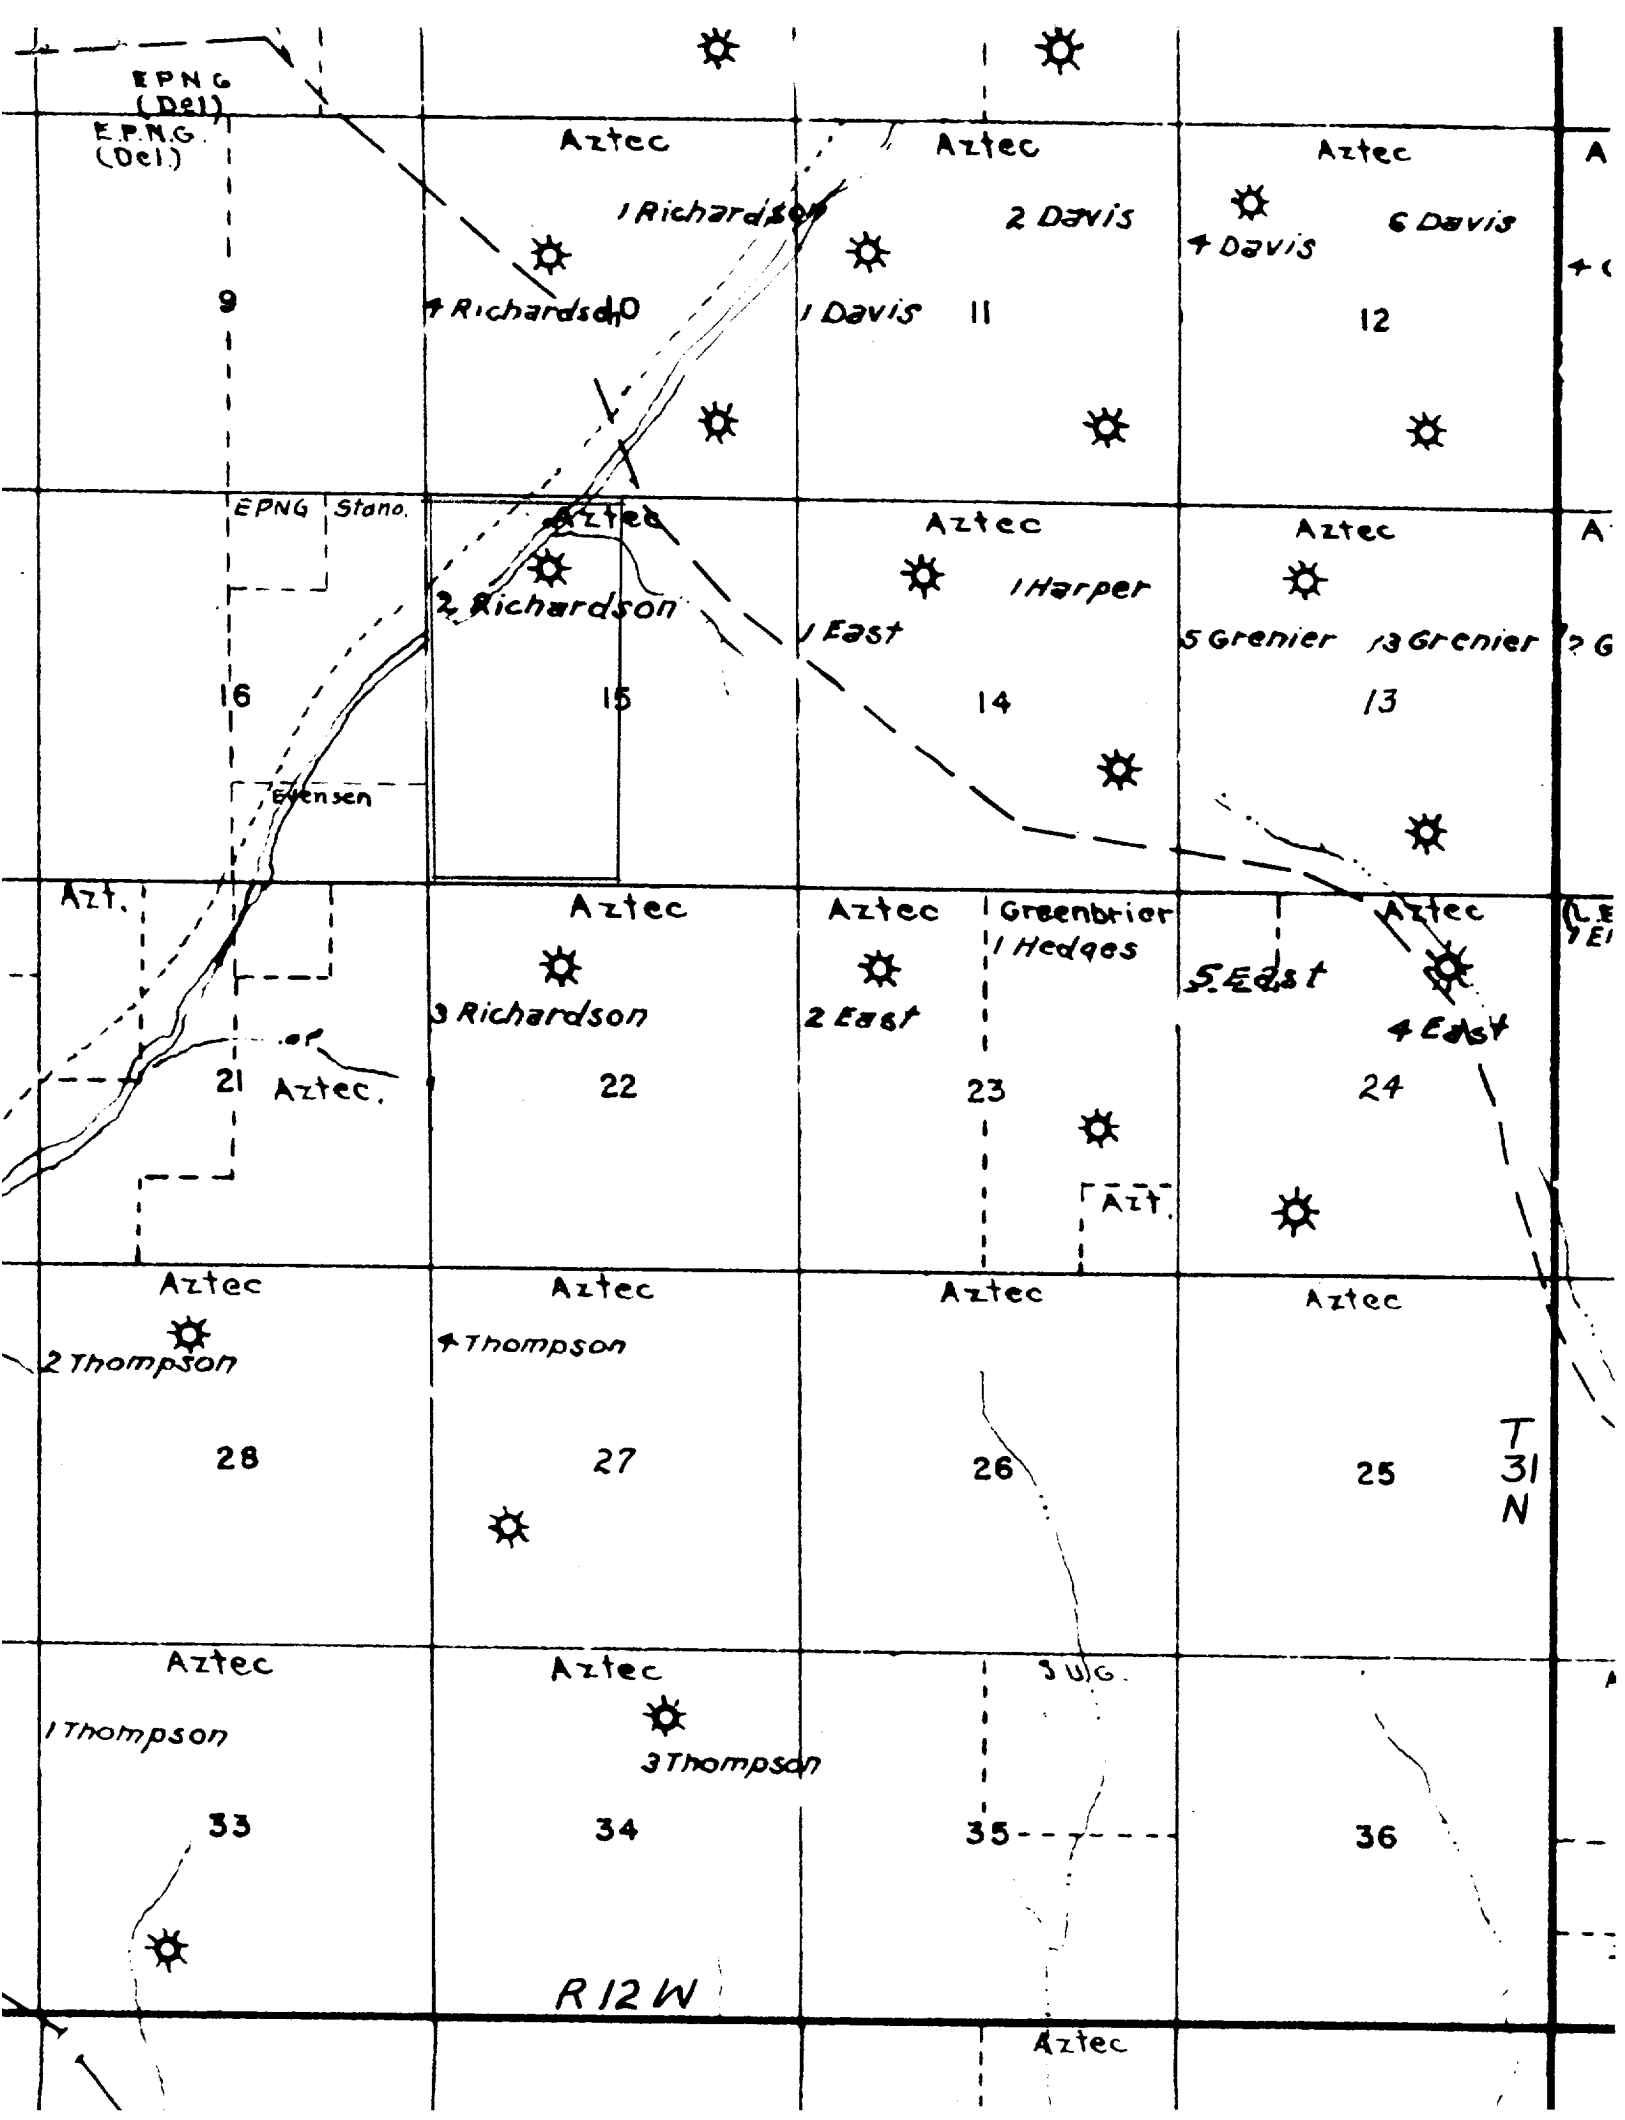 EPNG
(Del)
E.P.N.G.
(Del.)
Aztec
Aztec
Aztec
A
1 Richardson
2 Davis
4 Davis
6 Davis
9
4 Richardson
10
1 Davis
11
12
EPNG
Stano.
Aztec
Aztec
Aztec
A
2 Richardson
1 Harper
1 East
5 Grenier
13 Grenier
? G
16
15
14
13
Evensen
Azt.
Aztec
Aztec
Greenbrier
Aztec
1 Hedges
5 East
3 Richardson
2 East
4 East
21
Aztec.
22
23
24
Azt.
Aztec
Aztec
Aztec
Aztec
2 Thompson
4 Thompson
28
27
26
25
T
31
N
Aztec
Aztec
S U G.
1 Thompson
3 Thompson
33
34
35
36
R 12 W
Aztec